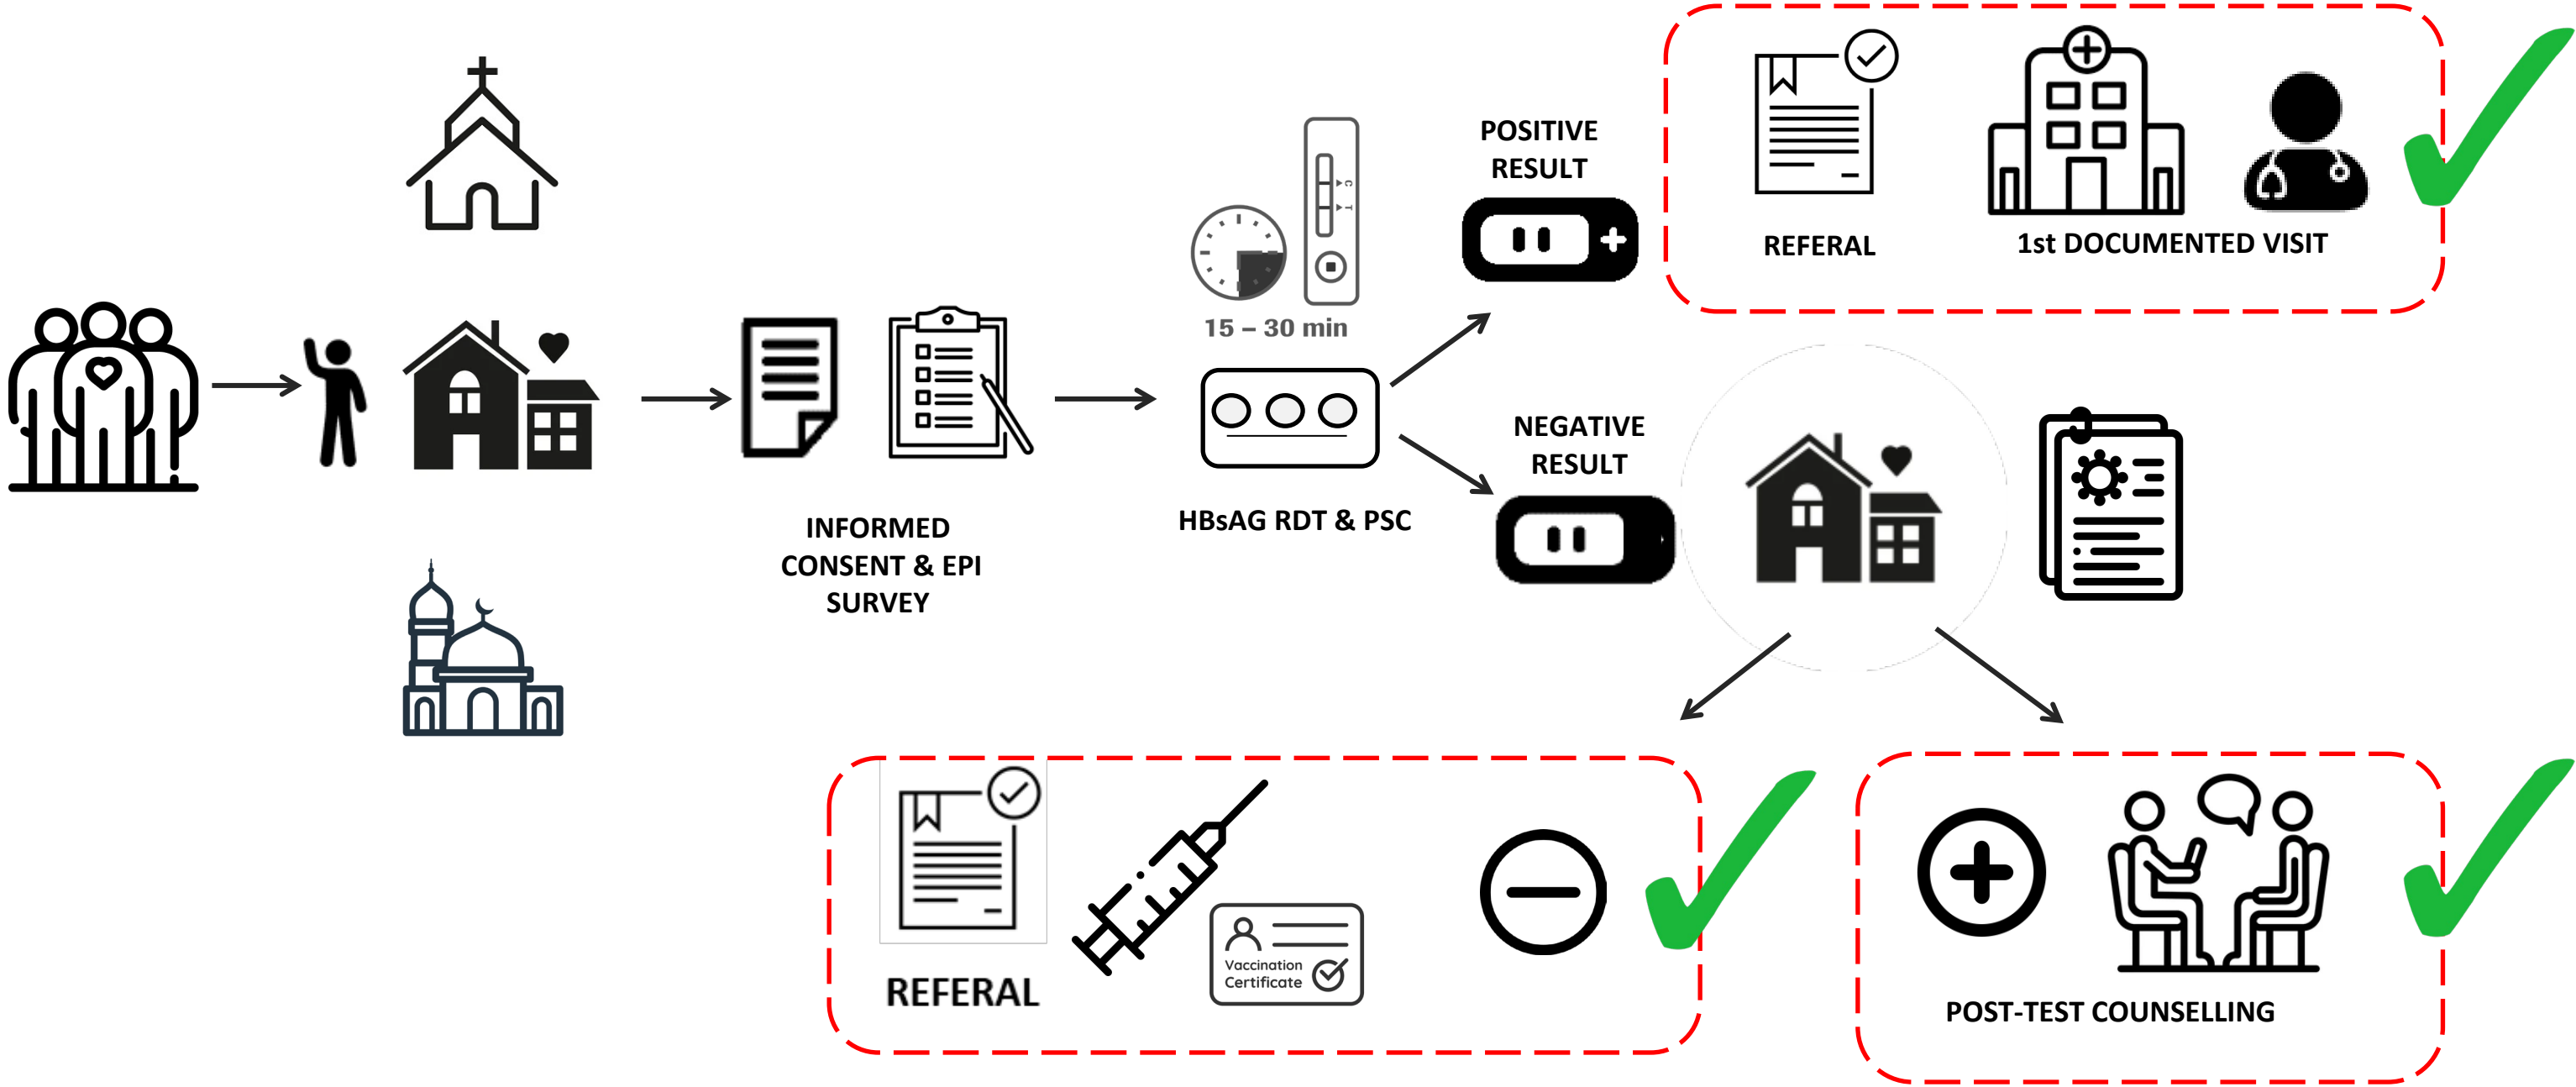 POSITIVE
RESULT
REFERAL
1st DOCUMENTED VISIT
C
T
15 – 30 min
NEGATIVE
RESULT
INFORMED
CONSENT & EPI
SURVEY
HBsAG RDT & PSC
REFERAL
Vaccination
Certificate
POST-TEST COUNSELLING